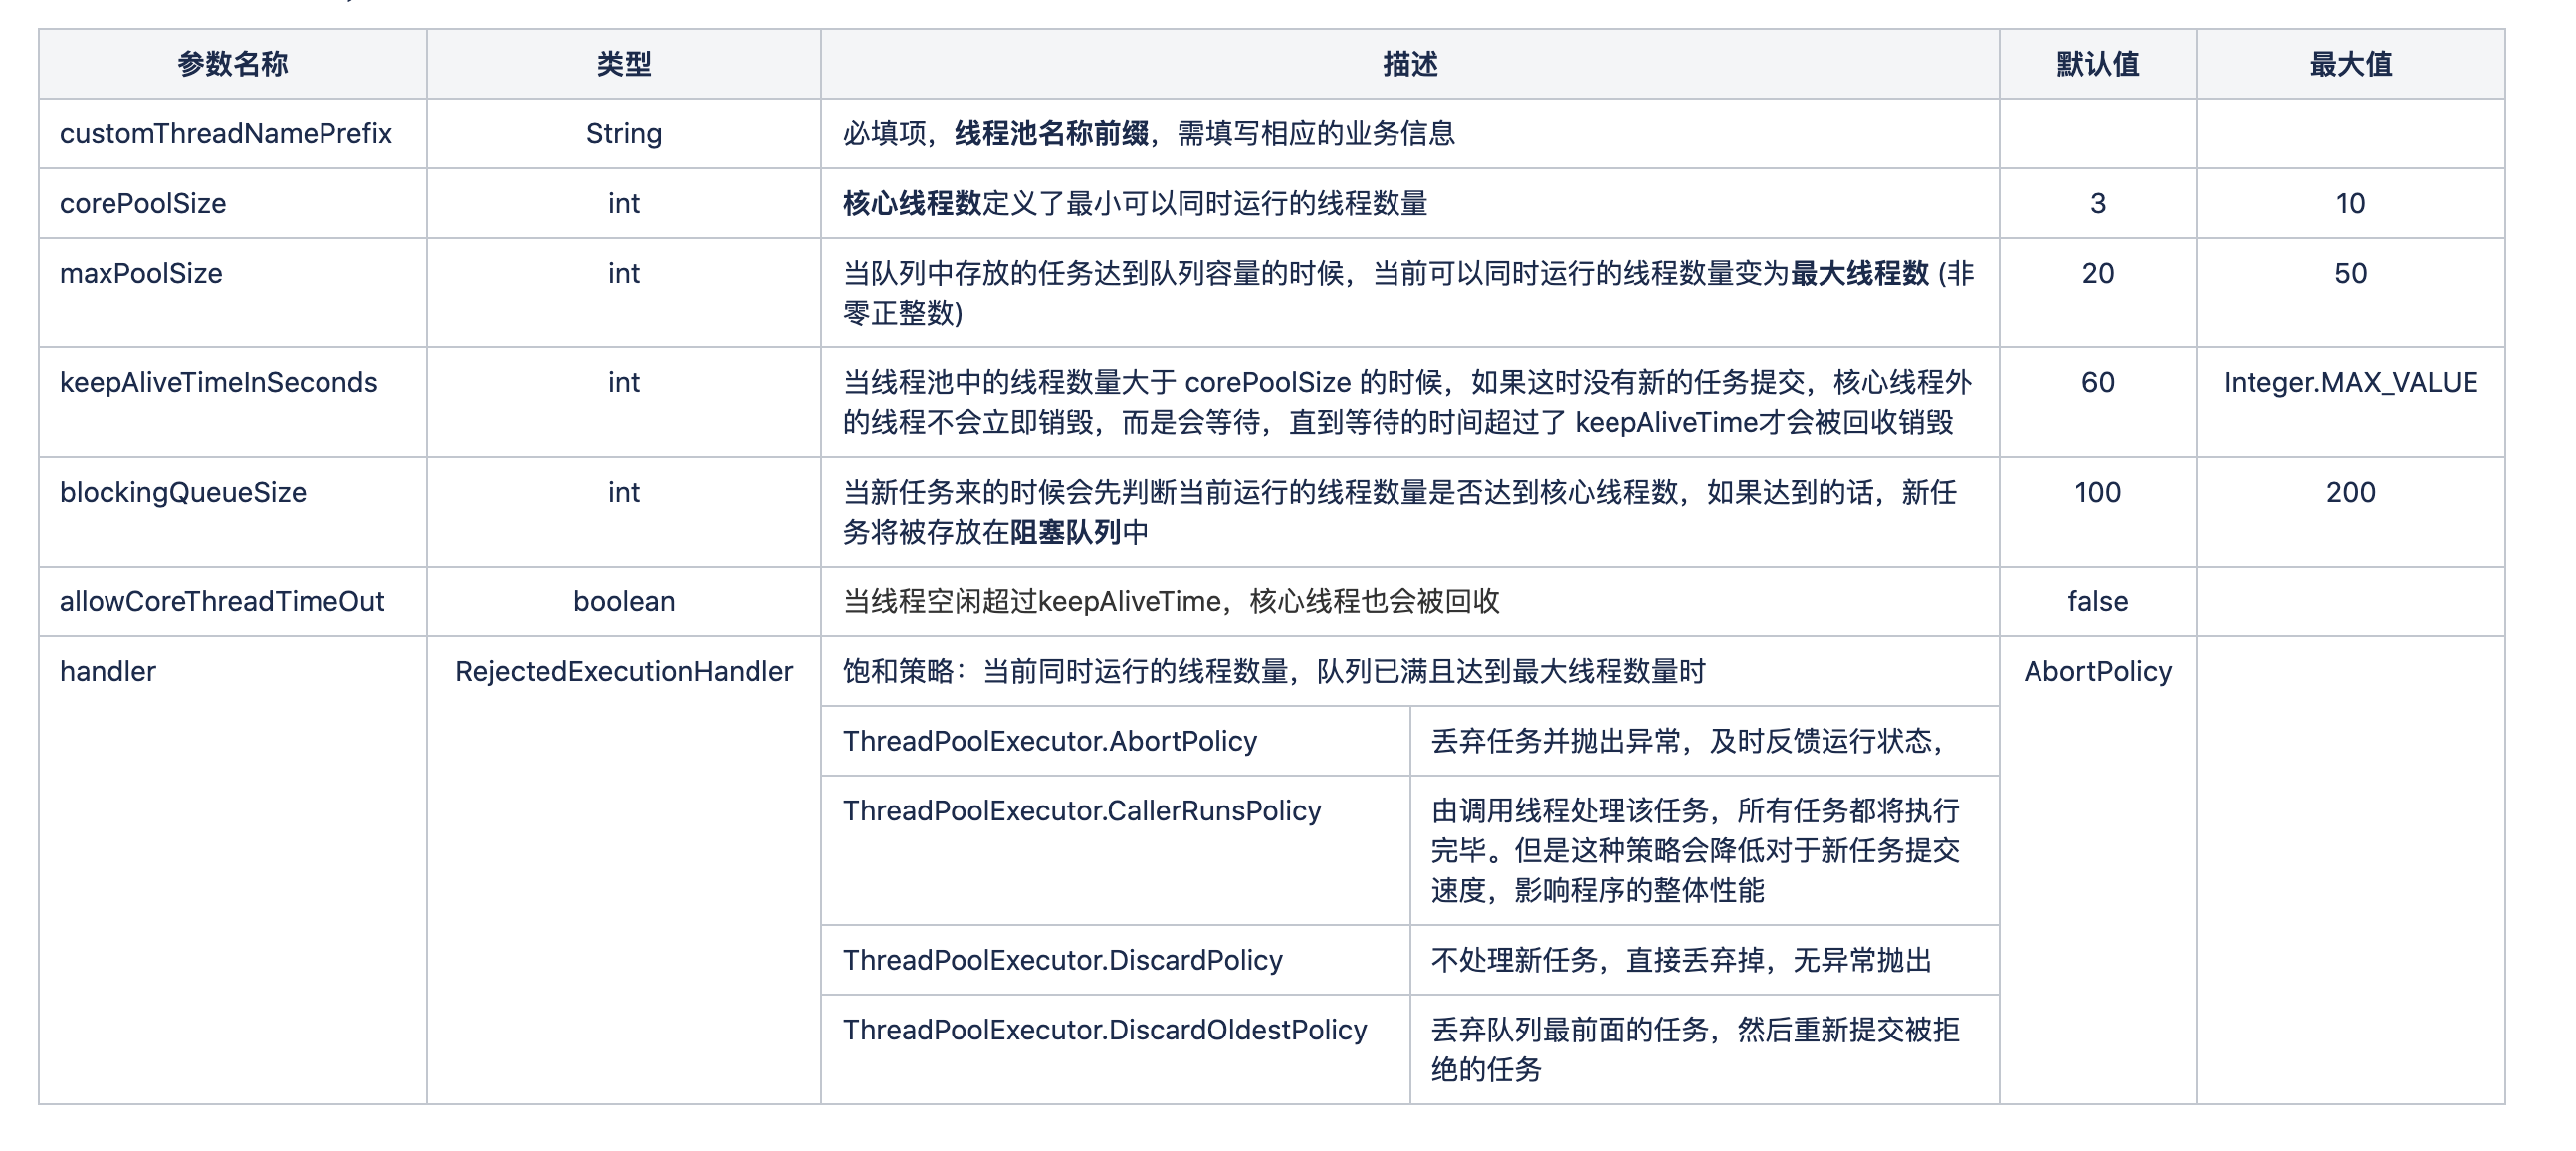 参数名称 类型 描述 默认值 最大值
customThreadNamePrefix String 必填项，线程池名称前缀，需填写相应的业务信息
corePoolSize int 核心线程数定义了最小可以同时运行的线程数量 3 10
maxPoolSize int 当队列中存放的任务达到队列容量的时候，当前可以同时运行的线程数量变为最大线程数 (非 20 50
零正整数)
keepAliveTimeInSeconds int 当线程池中的线程数量大于 corePoolSize 的时候，如果这时没有新的任务提交，核心线程外 60 Integer.MAX_VALUE
的线程不会立即销毁，而是会等待，直到等待的时间超过了 keepAliveTime才会被回收销毁
blockingQueueSize int 当新任务来的时候会先判断当前运行的线程数量是否达到核心线程数，如果达到的话，新任 100 200
务将被存放在阻塞队列中
allowCoreThreadTimeOut boolean 当线程空闲超过keepAliveTime，核心线程也会被回收 false
handler RejectedExecutionHandler 饱和策略：当前同时运行的线程数量，队列已满且达到最大线程数量时 AbortPolicy
ThreadPoolExecutor.AbortPolicy 丢弃任务并抛出异常，及时反馈运行状态，
ThreadPoolExecutor.CallerRunsPolicy 由调用线程处理该任务，所有任务都将执行
完毕。但是这种策略会降低对于新任务提交
速度，影响程序的整体性能
ThreadPoolExecutor.DiscardPolicy 不处理新任务，直接丢弃掉，无异常抛出
ThreadPoolExecutor.DiscardOldestPolicy 丢弃队列最前面的任务，然后重新提交被拒
绝的任务